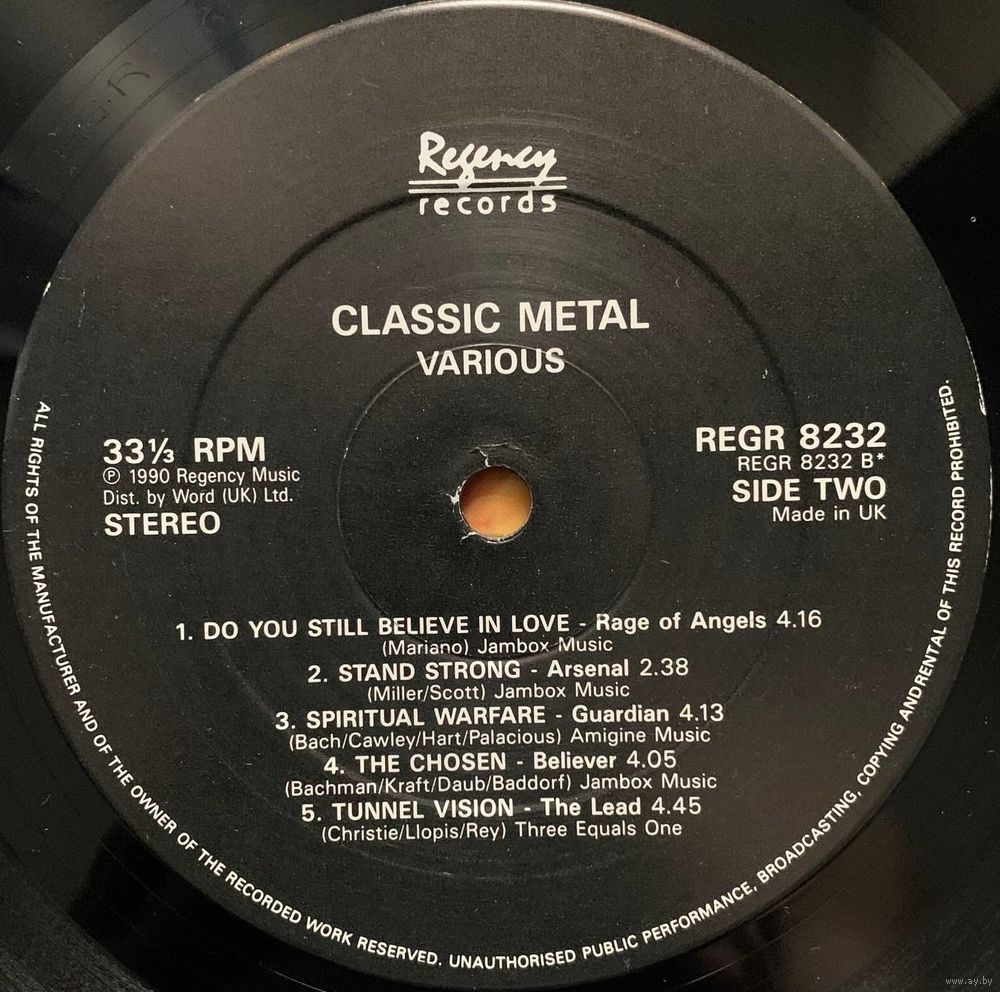 Regency
records
CLASSIC METAL
VARIOUS
33⅓ RPM
℗ 1990 Regency Music
Dist. by Word (UK) Ltd.
STEREO
REGR 8232
REGR 8232 B*
SIDE TWO
Made in UK
1. DO YOU STILL BELIEVE IN LOVE - Rage of Angels 4.16
(Mariano) Jambox Music
2. STAND STRONG - Arsenal 2.38
(Miller/Scott) Jambox Music
3. SPIRITUAL WARFARE - Guardian 4.13
(Bach/Cawley/Hart/Palacious) Amigine Music
4. THE CHOSEN - Believer 4.05
(Bachman/Kraft/Daub/Baddorf) Jambox Music
5. TUNNEL VISION - The Lead 4.45
(Christie/Llopis/Rey) Three Equals One
ALL RIGHTS OF THE MANUFACTURER AND OF THE OWNER OF THE RECORDED WORK RESERVED. UNAUTHORISED PUBLIC PERFORMANCE, BROADCASTING, COPYING ANDRENTAL OF THIS RECORD PROHIBITED.
www.ay.by